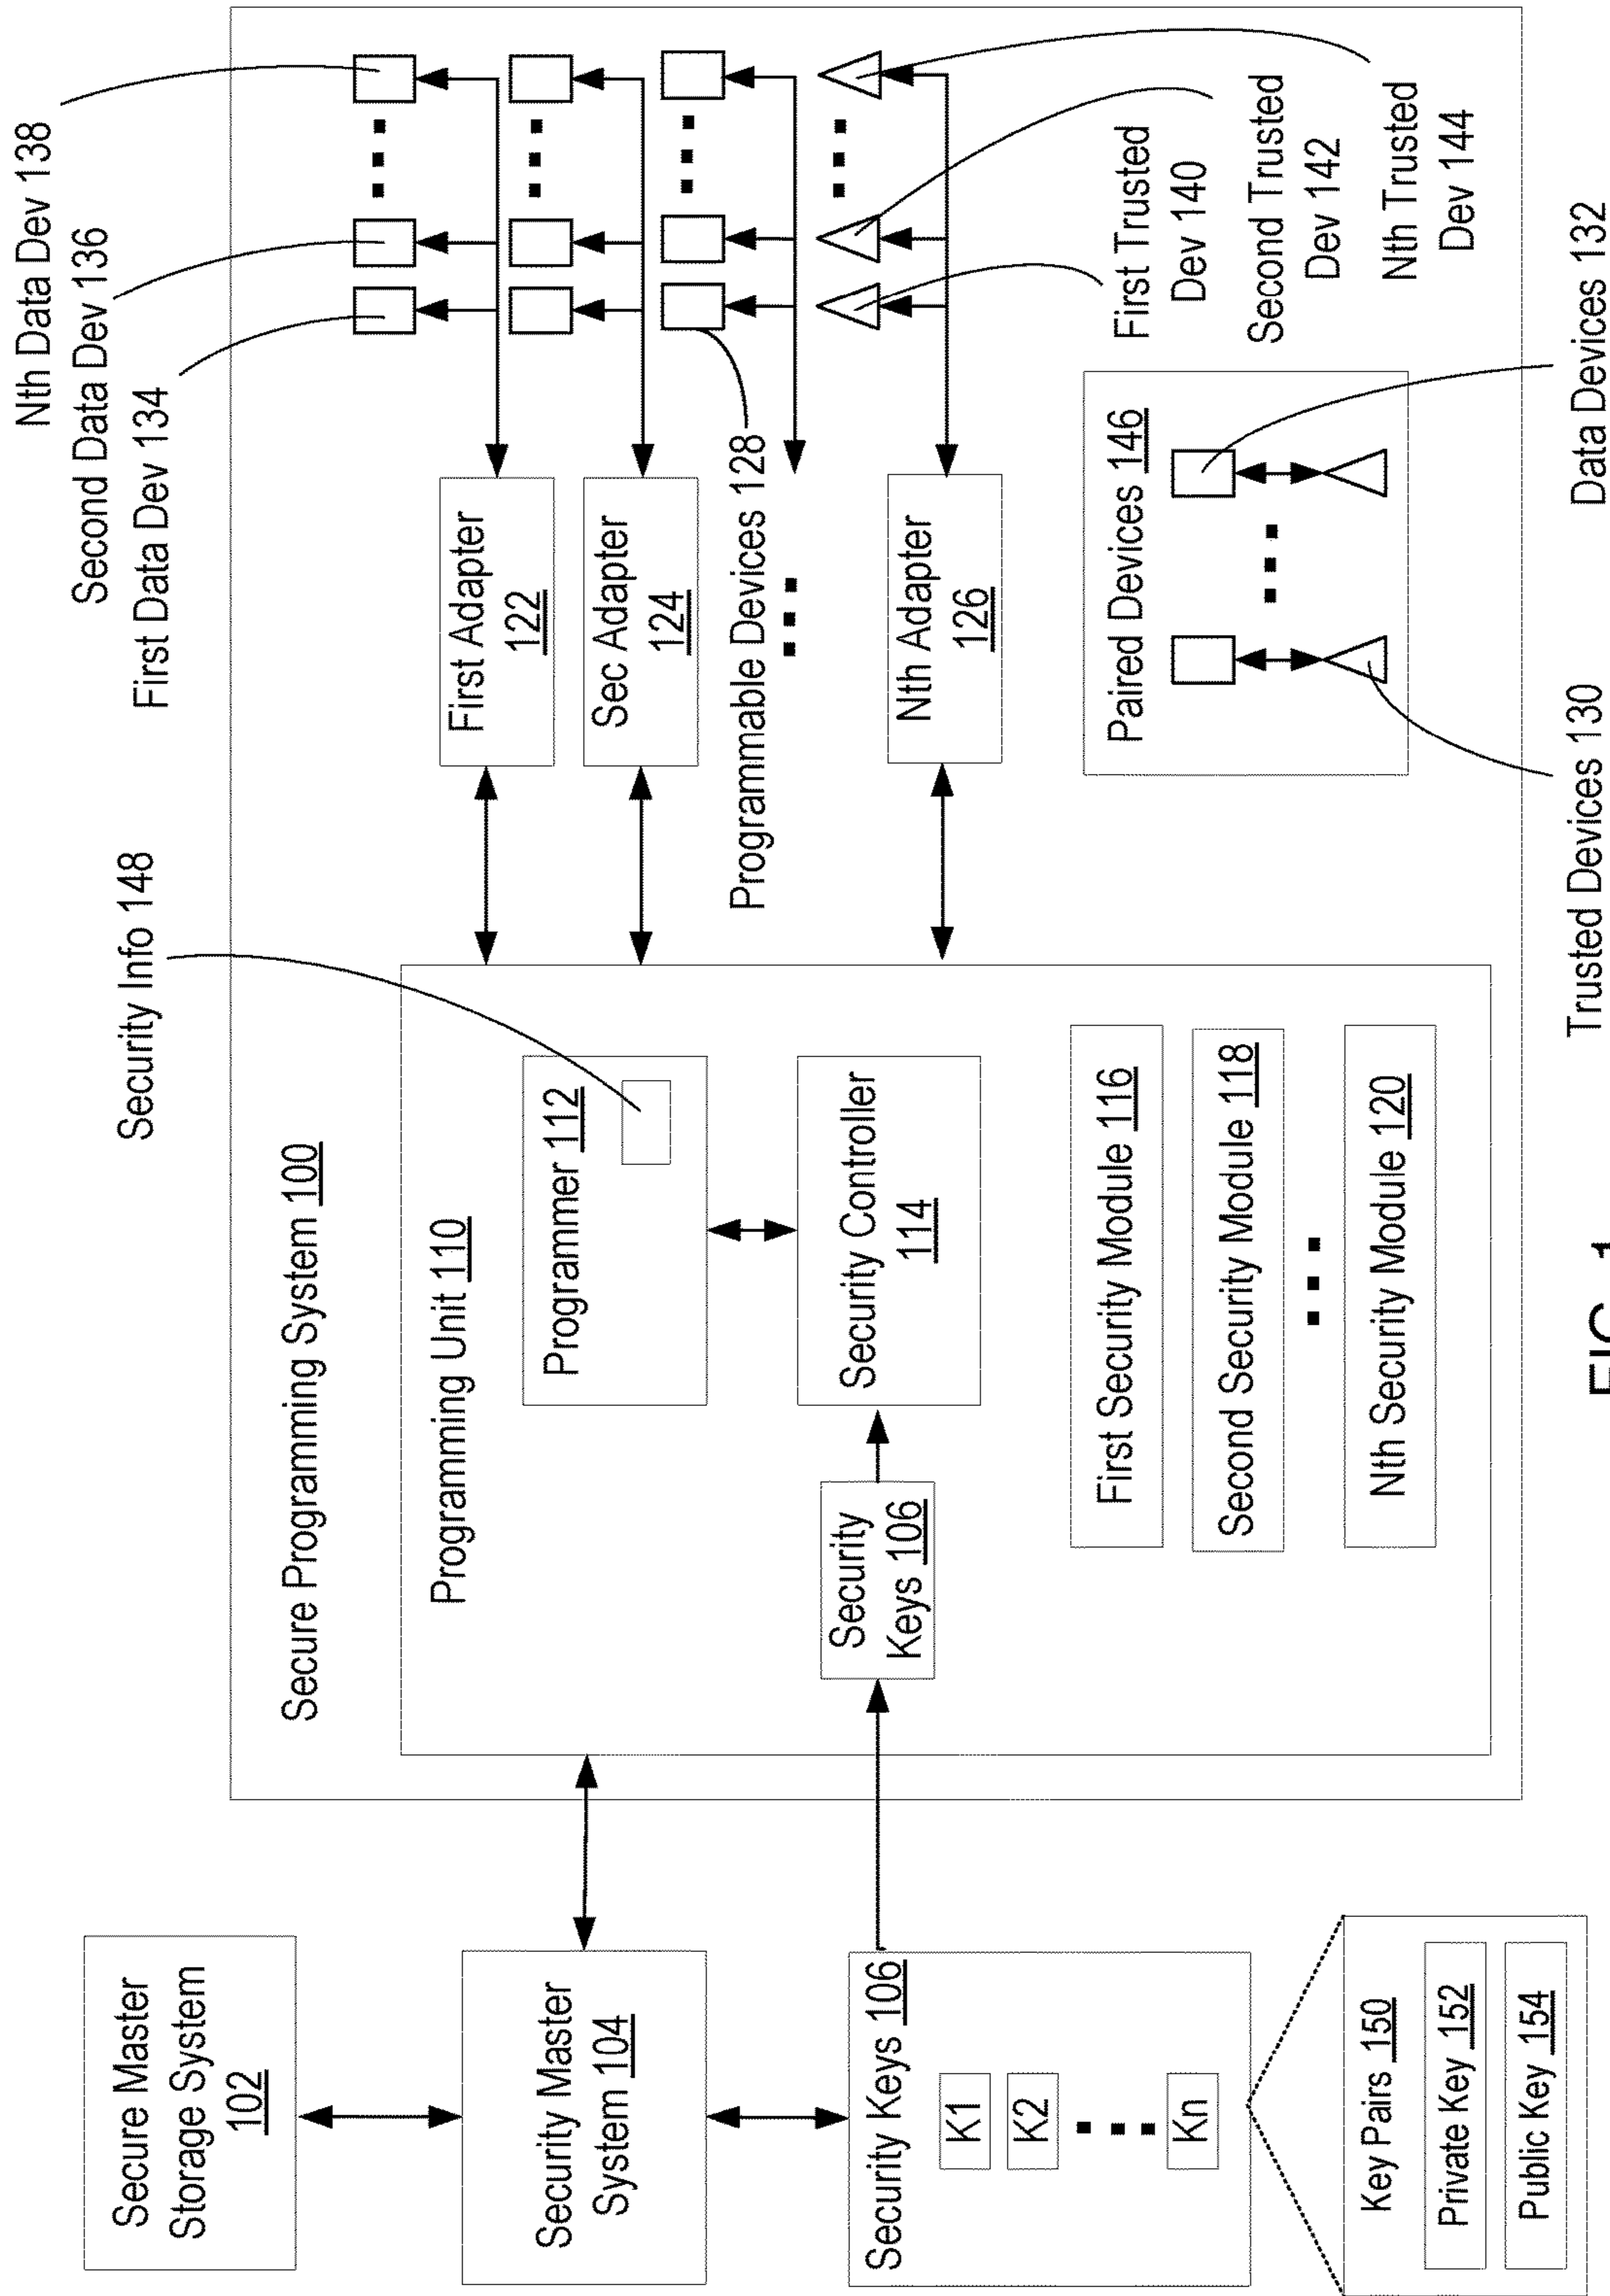 Secure Master
Storage System
102
Security Master
System 104
Security Keys 106
K1
K2
Kn
Key Pairs 150
Private Key 152
Public Key 154
Secure Programming System 100
Programming Unit 110
Security
Keys 106
Programmer 112
Security Controller
114
First Security Module 116
Second Security Module 118
Nth Security Module 120
Security Info 148
First Adapter
122
Sec Adapter
124
Programmable Devices 128
Nth Adapter
126
Nth Data Dev 138
Second Data Dev 136
First Data Dev 134
First Trusted
Dev 140
Second Trusted
Dev 142
Nth Trusted
Dev 144
Paired Devices 146
Trusted Devices 130
Data Devices 132
FIG. 1